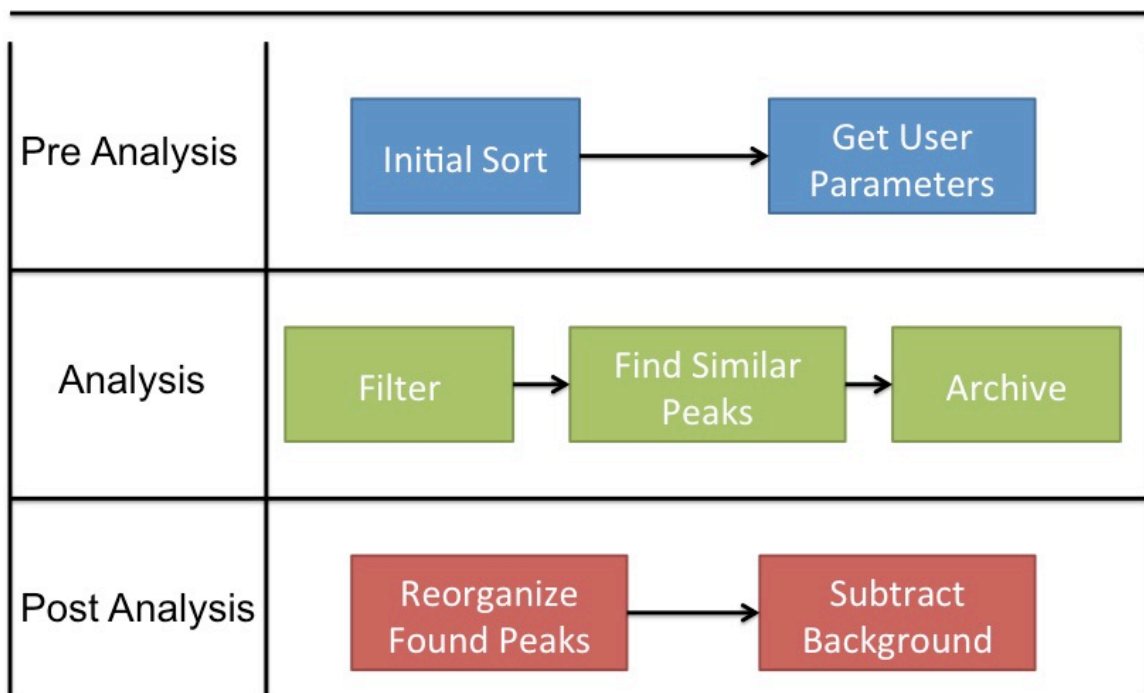 Pre Analysis
Initial Sort
Get User
Parameters
Analysis
Filter
Find Similar
Peaks
Archive
Post Analysis
Reorganize
Found Peaks
Subtract
Background